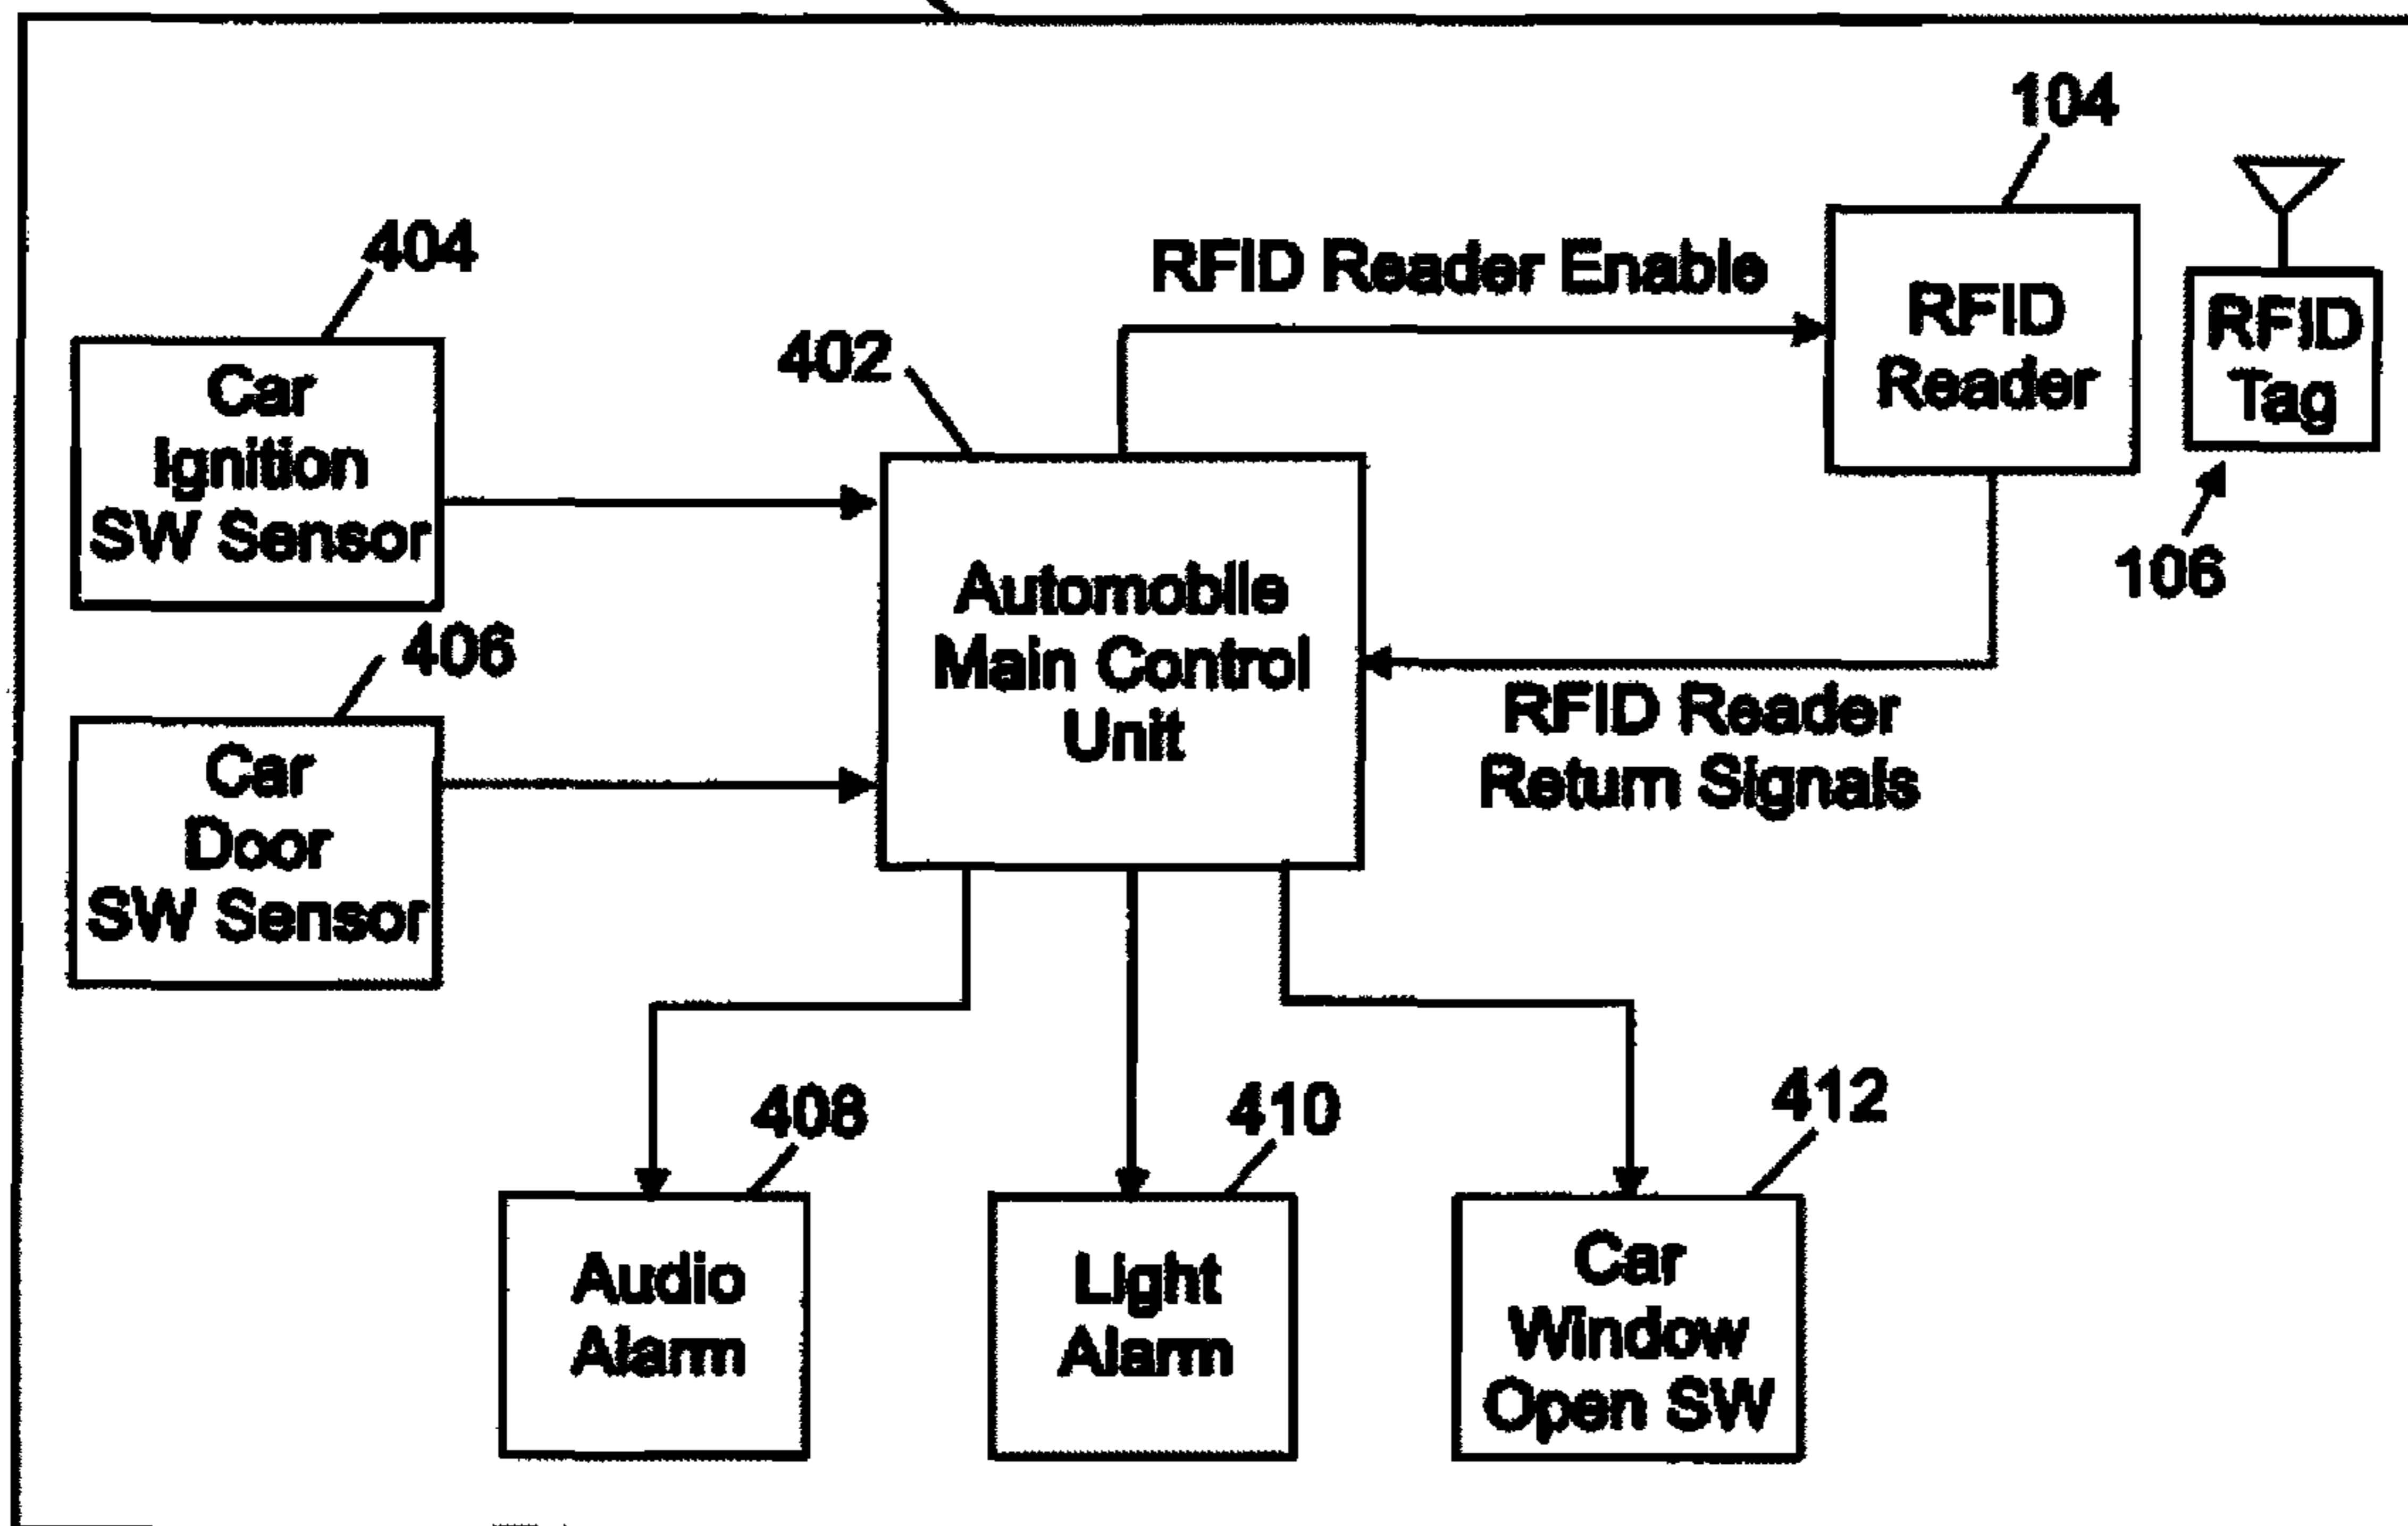 104
404
RFID Reader Enable
402
RFID
Reader
RFID
Tag
Car
Ignition
SW Sensor
106
406
Automobile
Main Control
Unit
RFID Reader
Return Signals
Car
Door
SW Sensor
408
410
412
Audio
Alarm
Light
Alarm
Car
Window
Open SW